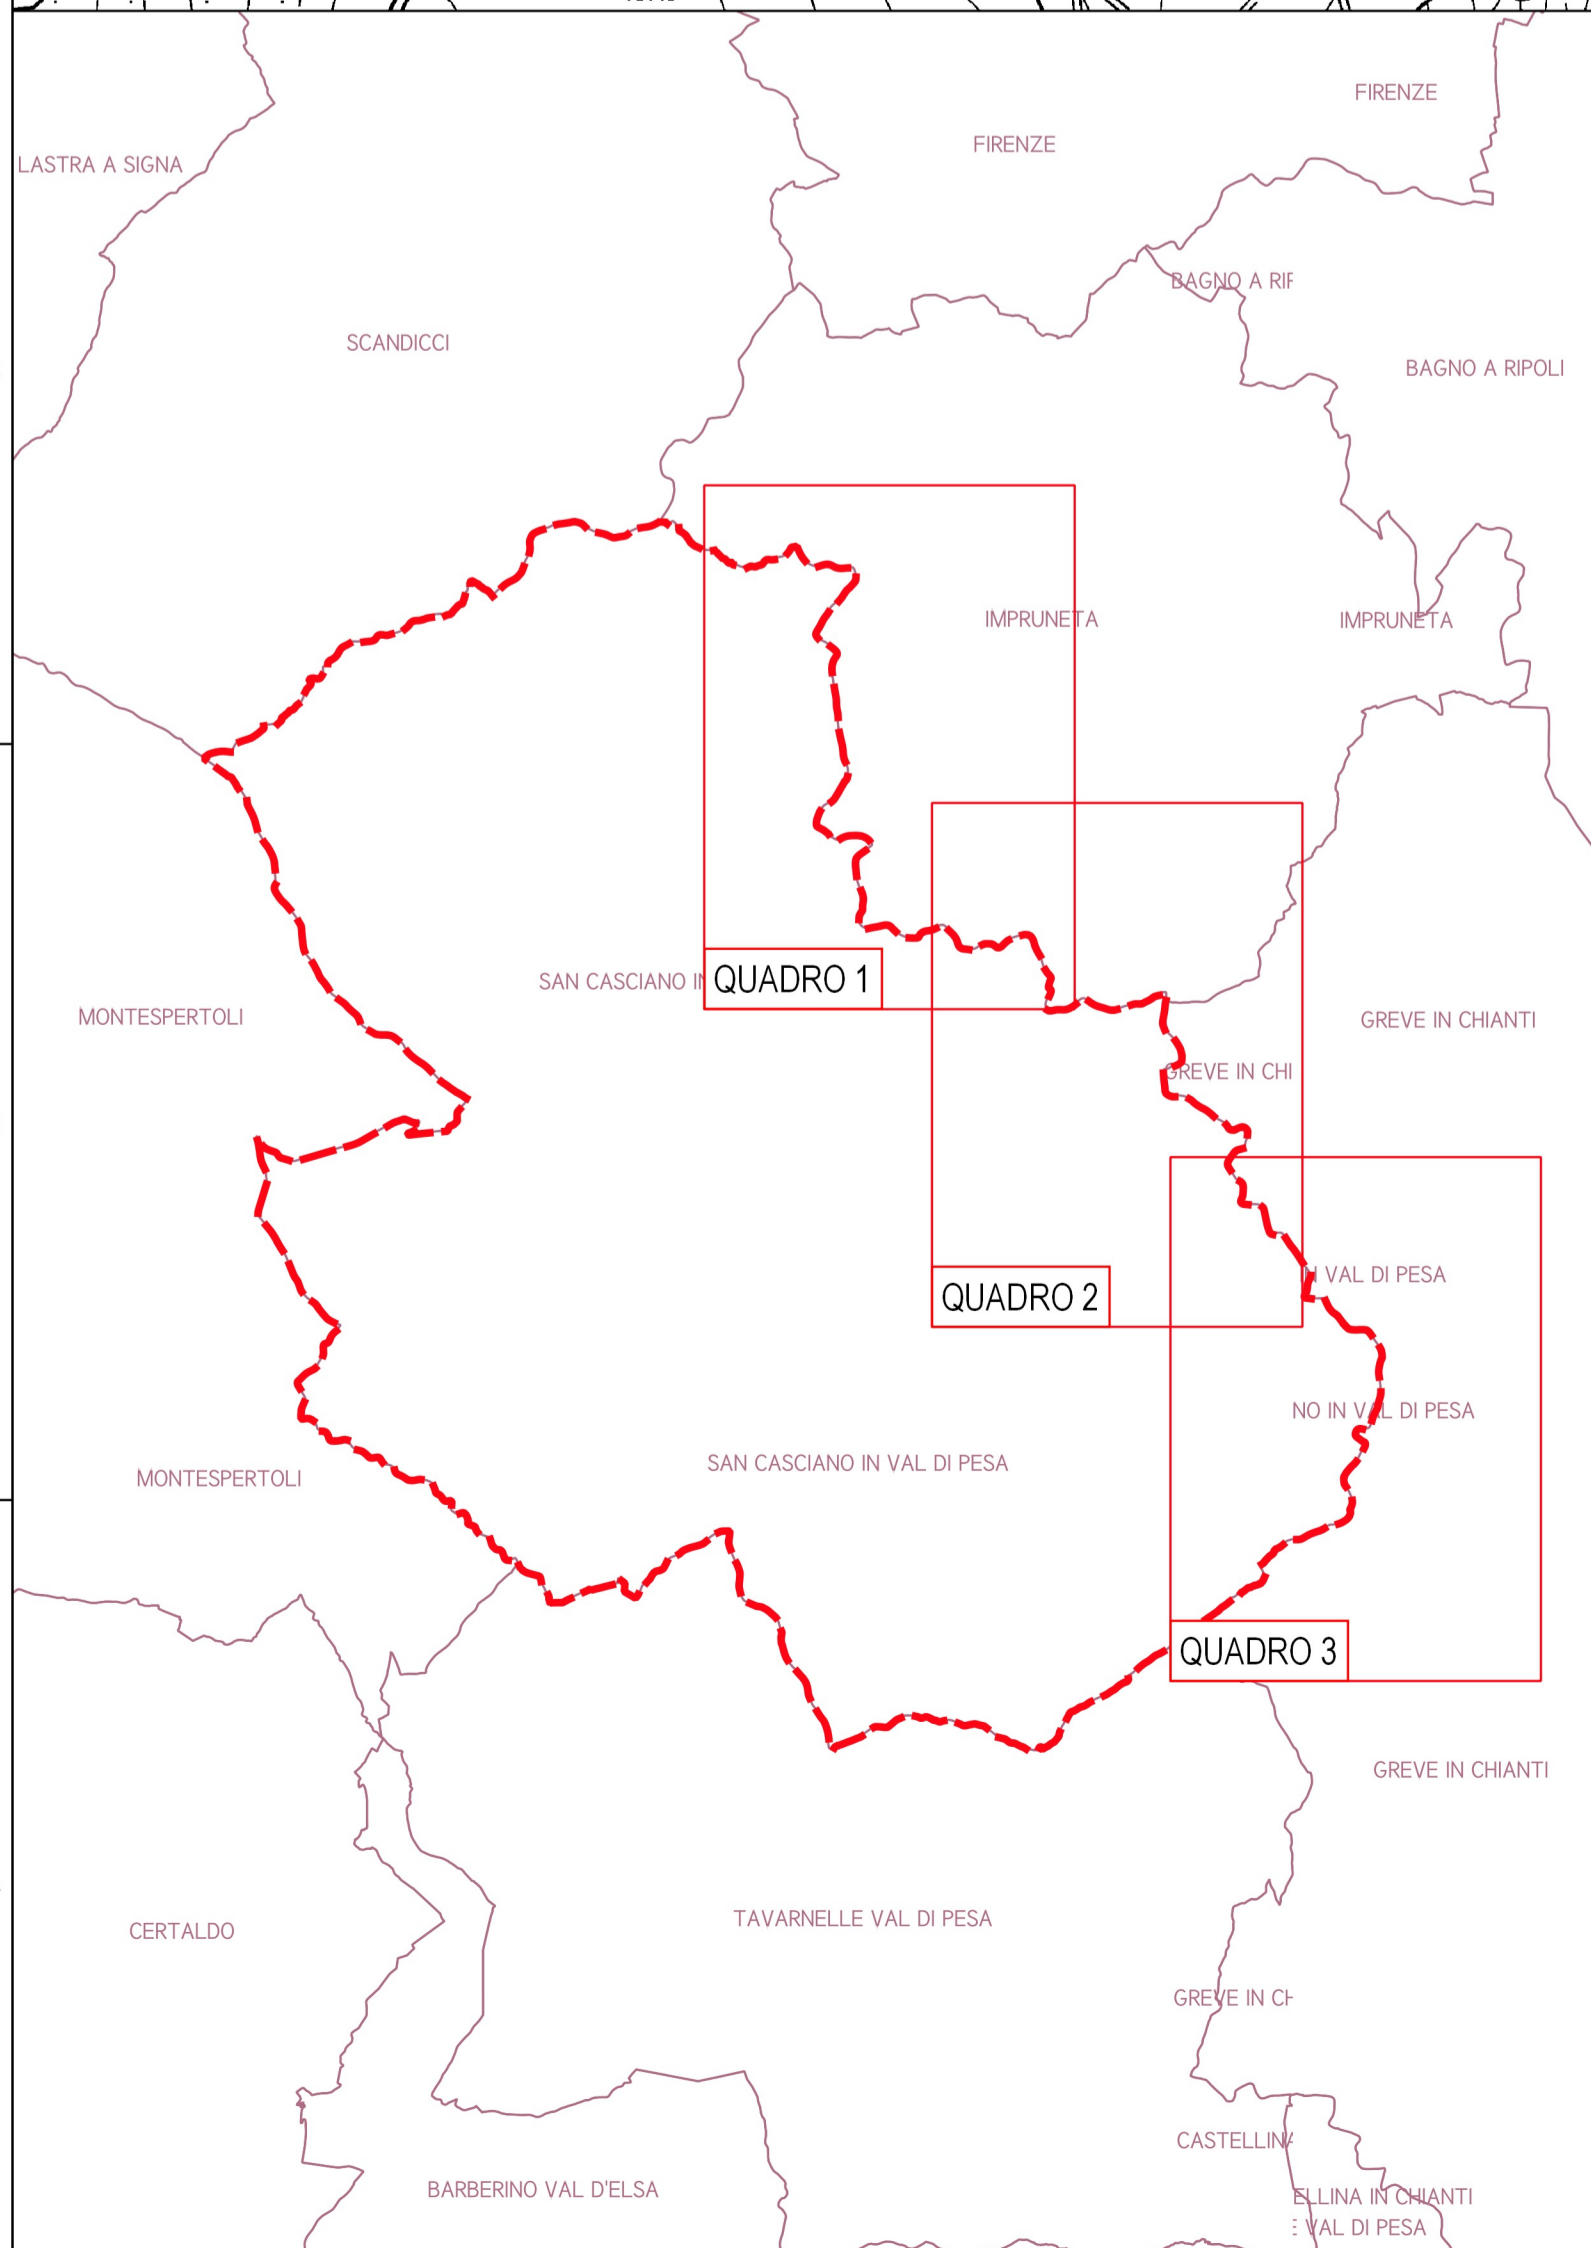 FIRENZE
FIRENZE
LASTRA A SIGNA
BAGNO A RIF
SCANDICCI
BAGNO A RIPOLI
IMPRUNETA
IMPRUNETA
SAN CASCIANO IN
QUADRO 1
MONTESPERTOLI
GREVE IN CHIANTI
GREVE IN CHI
N VAL DI PESA
QUADRO 2
NO IN VAL DI PESA
SAN CASCIANO IN VAL DI PESA
MONTESPERTOLI
QUADRO 3
GREVE IN CHIANTI
TAVARNELLE VAL DI PESA
CERTALDO
GREVE IN CH
CASTELLINA
BARBERINO VAL D'ELSA
ELLINA IN CHIANTI
E VAL DI PESA